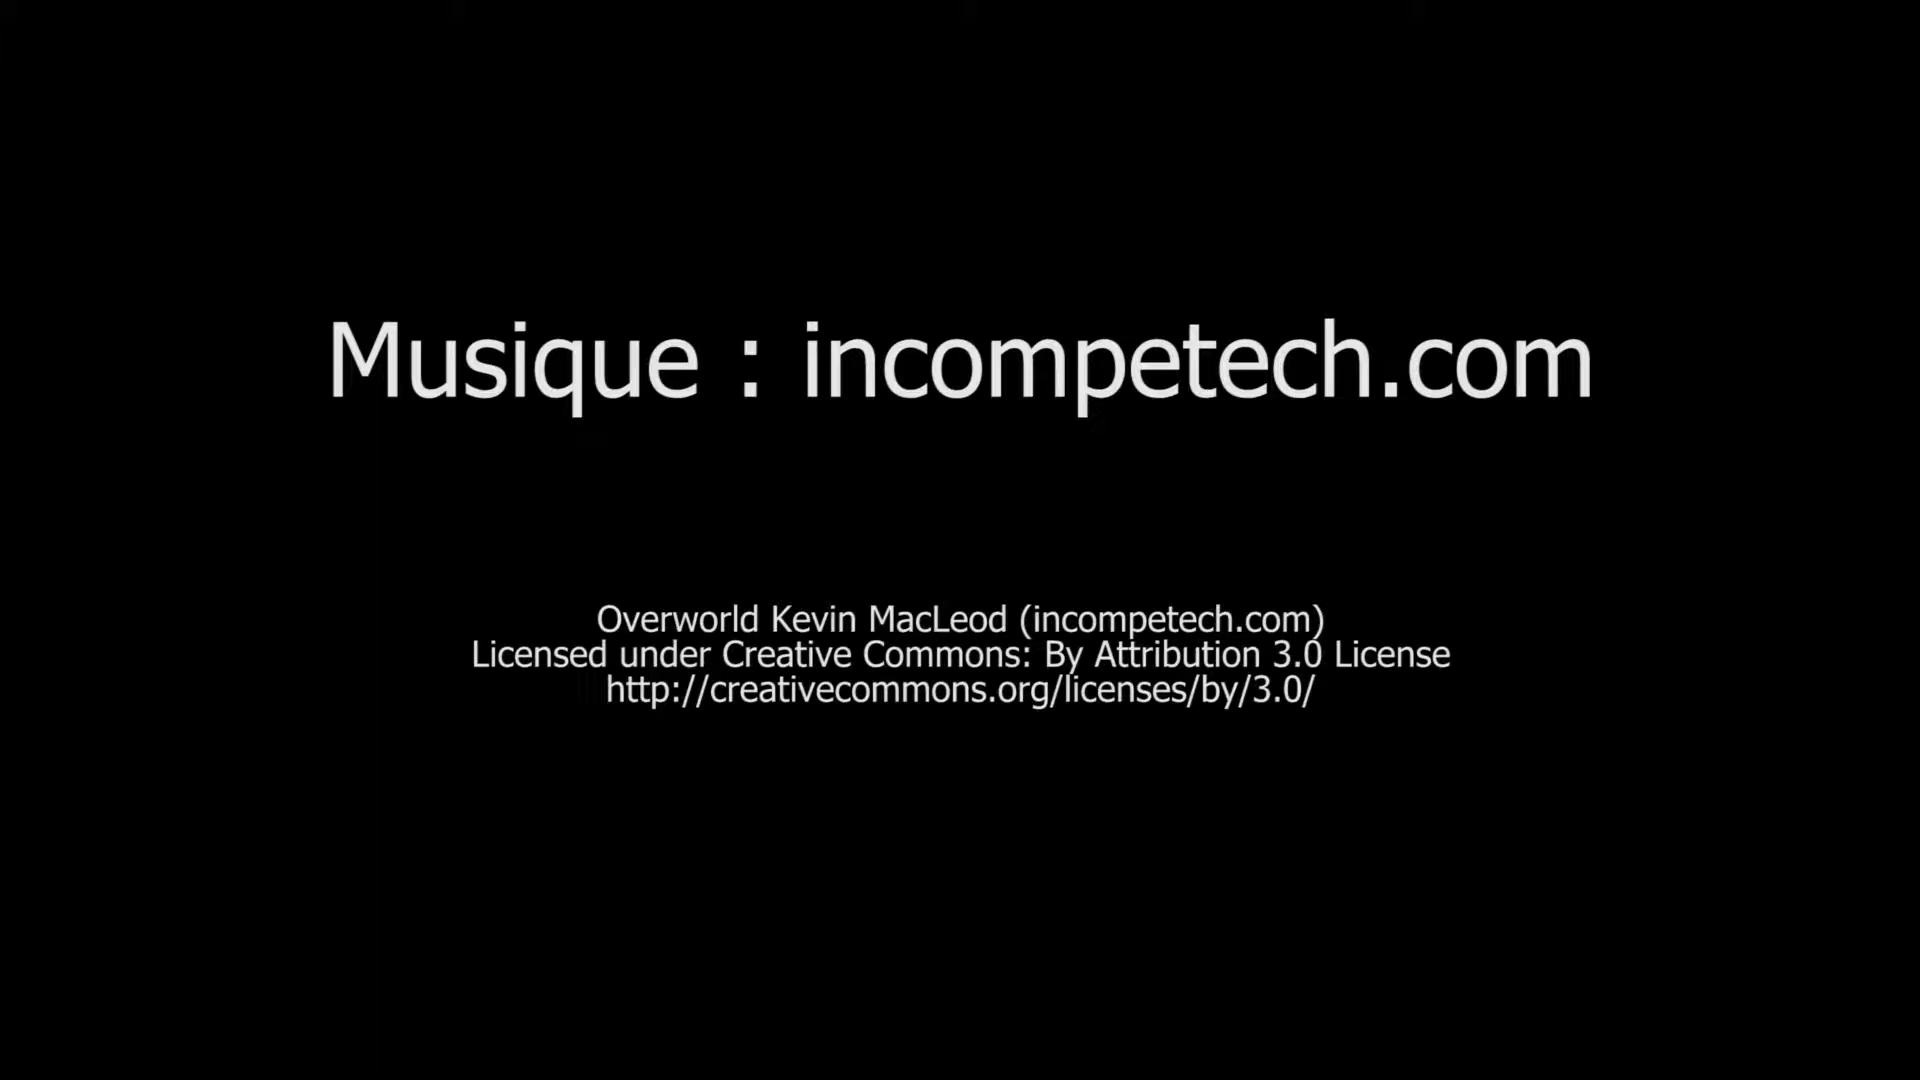 Musique : incompetech.com
Overworld Kevin MacLeod (incompetech.com)
Licensed under Creative Commons: By Attribution 3.0 License
http://creativecommons.org/licenses/by/3.0/